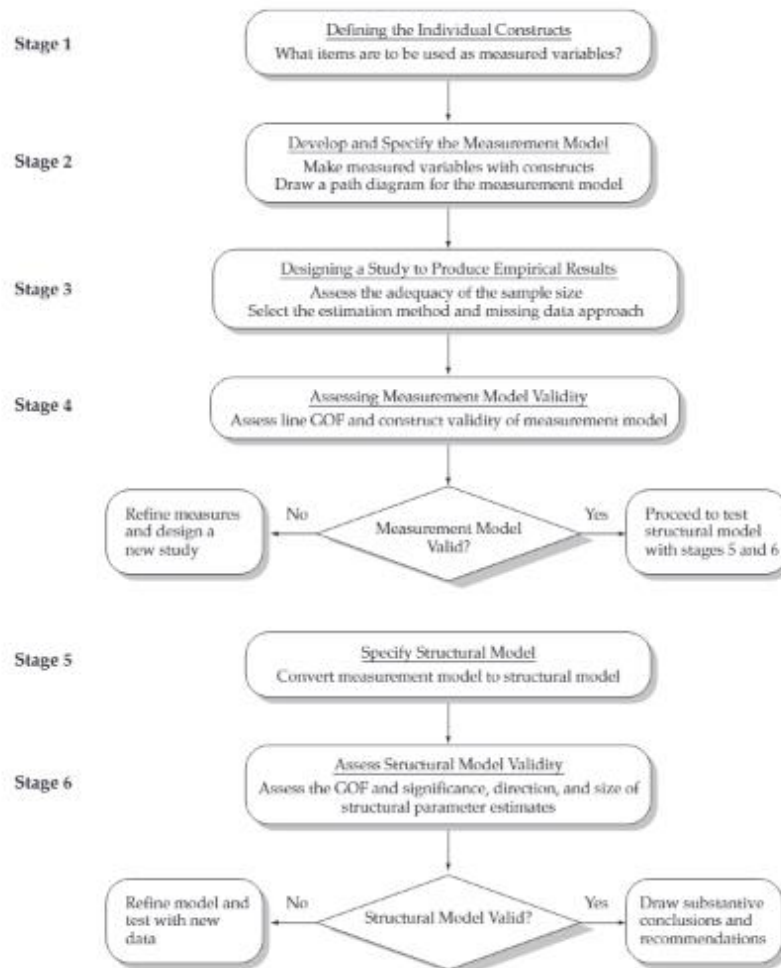 Stage 1
Defining the Individual Constructs
What items are to be used as measured variables?
Stage 2
Develop and Specify the Measurement Model
Make measured variables with constructs
Draw a path diagram for the measurement model
Stage 3
Designing a Study to Produce Empirical Results
Assess the adequacy of the sample size
Select the estimation method and missing data approach
Stage 4
Assessing Measurement Model Validity
Assess line GOF and construct validity of measurement model
Refine measures
and design a
new study
No
Measurement Model
Valid?
Yes
Proceed to test
structural model
with stages 5 and 6
Stage 5
Specify Structural Model
Convert measurement model to structural model
Stage 6
Assess Structural Model Validity
Assess the GOF and significance, direction, and size of
structural parameter estimates
Refine model and
test with new
data
No
Structural Model Valid?
Yes
Draw substantive
conclusions and
recommendations